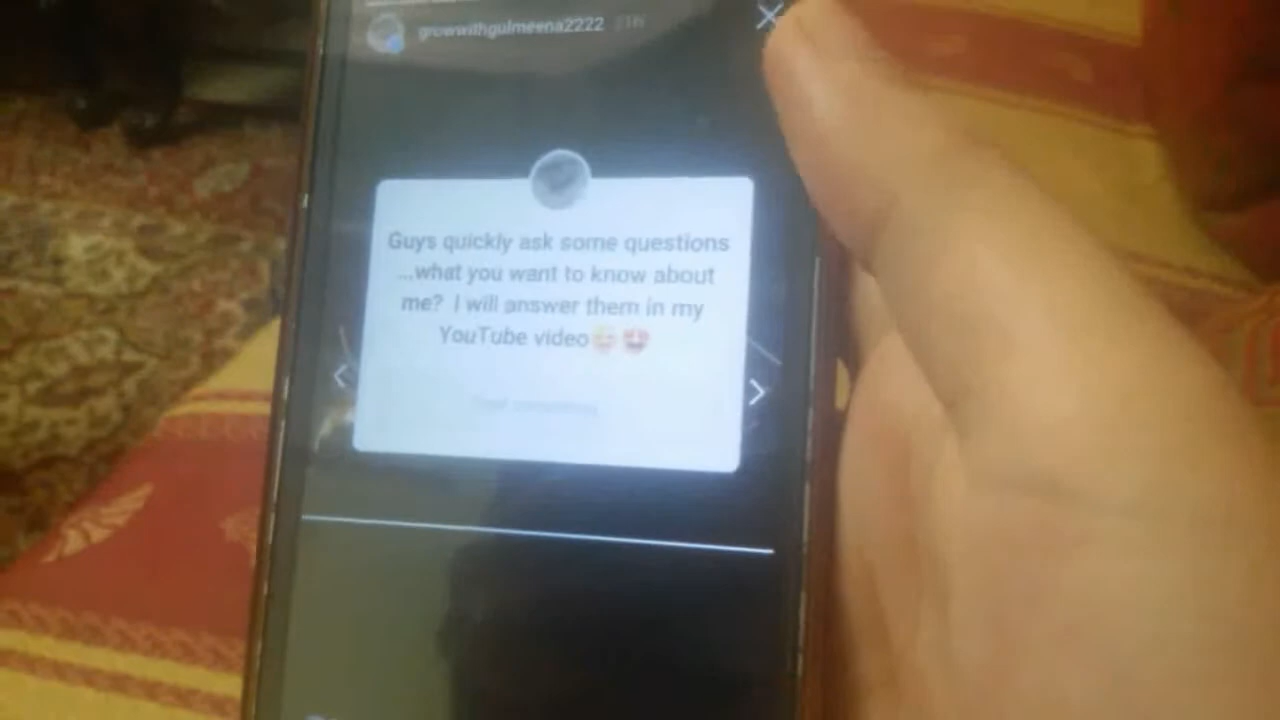 growwithgulmeena2222
Guys quickly ask some questions
...what you want to know about
me? I will answer them in my
YouTube video🤩🤩